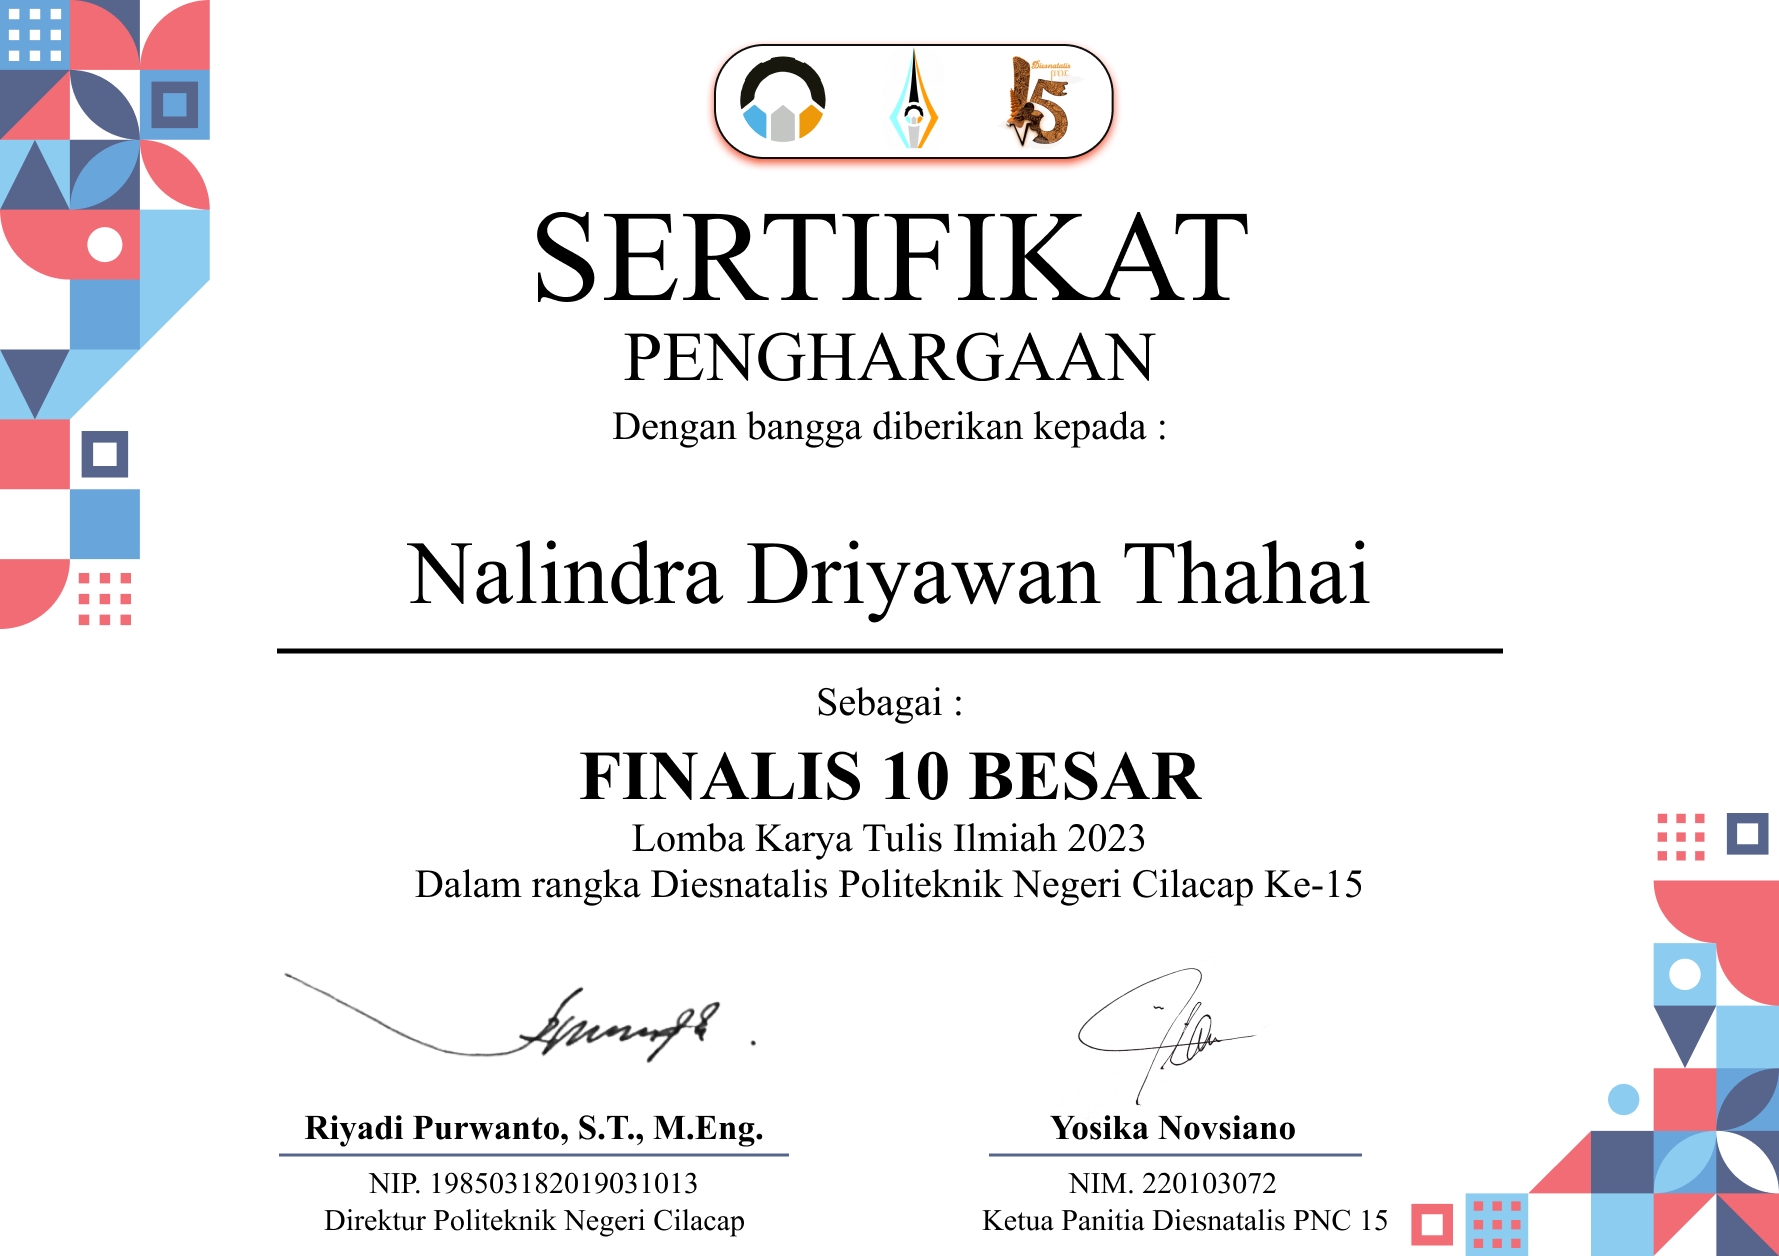 Diesnatalis
pnc
15
SERTIFIKAT
PENGHARGAAN
Dengan bangga diberikan kepada :
Nalindra Driyawan Thahai
Sebagai :
FINALIS 10 BESAR
Lomba Karya Tulis Ilmiah 2023
Dalam rangka Diesnatalis Politeknik Negeri Cilacap Ke-15
Riyadi Purwanto, S.T., M.Eng.
NIP. 198503182019031013
Direktur Politeknik Negeri Cilacap
Yosika Novsiano
NIM. 220103072
Ketua Panitia Diesnatalis PNC 15